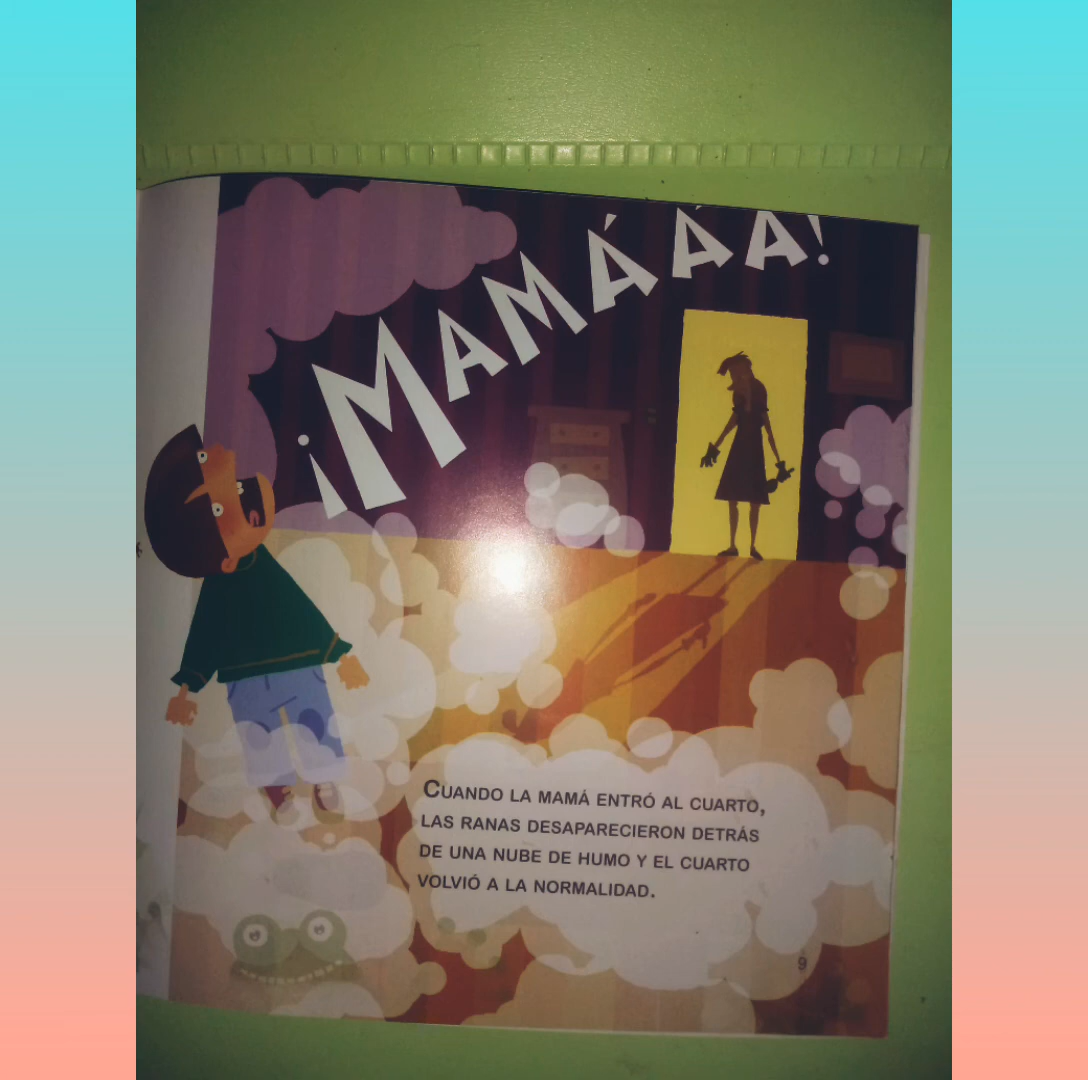 ¡MAMÁÁÁ!
CUANDO LA MAMÁ ENTRÓ AL CUARTO,
LAS RANAS DESAPARECIERON DETRÁS
DE UNA NUBE DE HUMO Y EL CUARTO
VOLVIÓ A LA NORMALIDAD.
9